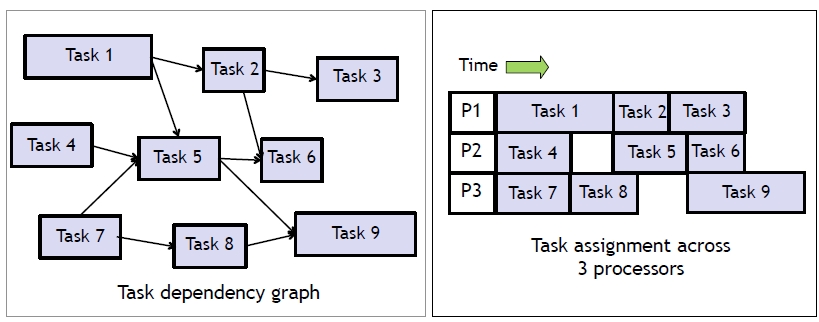 Task 1
Task 2
Task 3
Task 4
Task 5
Task 6
Task 7
Task 8
Task 9
Task dependency graph
Time
P1 Task 1 Task 2 Task 3
P2 Task 4 Task 5 Task 6
P3 Task 7 Task 8 Task 9
Task assignment across
3 processors